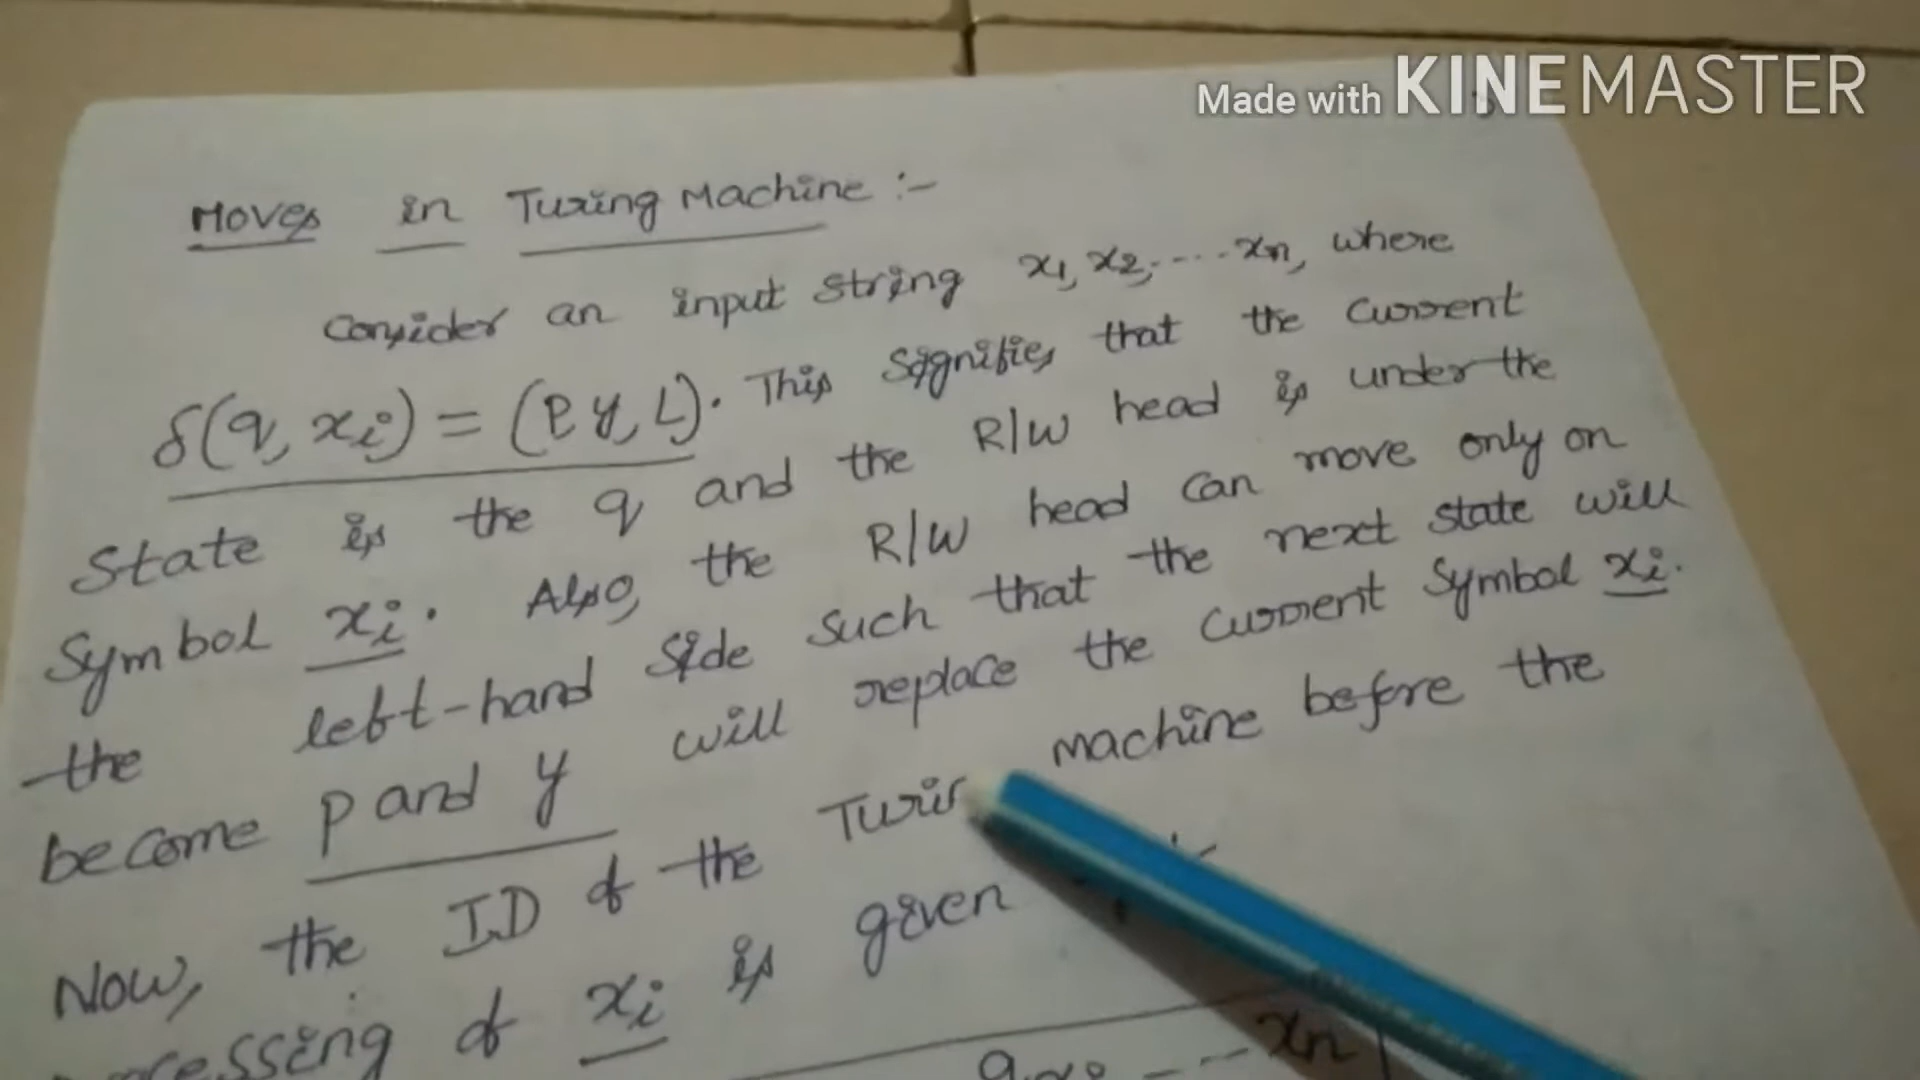 Made with KINEMASTER
Moves in Turing Machine :-
Consider an input string x1, x2, .... xn, where
δ(q, xi) = (P, y, L). This signifies that the current
state is the q and the R/W head is under the
symbol xi. Also, the R/W head can move only on
the left-hand side such that the next state will
become p and y will replace the current symbol xi.
Now, the ID of the machine before the
of xi is given
xn